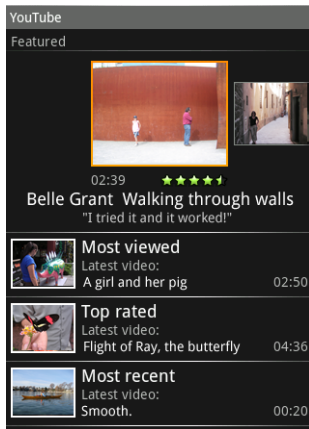 YouTube
Featured
02:39
Belle Grant Walking through walls
"I tried it and it worked!"
Most viewed
Latest video:
A girl and her pig 02:50
Top rated
Latest video:
Flight of Ray, the butterfly 04:36
Most recent
Latest video:
Smooth. 00:20